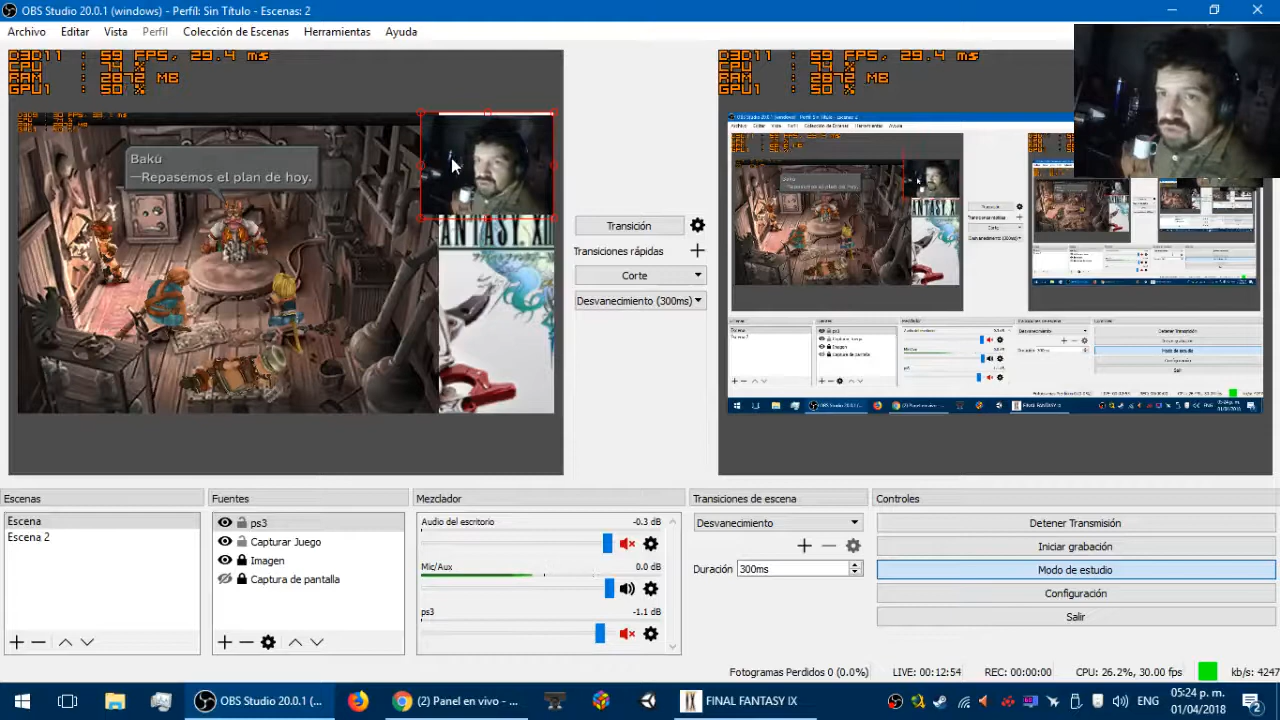 OBS Studio 20.0.1 (windows) - Perfil: Sin Título - Escenas: 2
Archivo Editar Vista Perfil Colección de Escenas Herramientas Ayuda
D3D11 : 59 FPS, 29.4 ms
CPU : 74 %
RAM : 2872 MB
GPU1 : 50 %
D3D11 : 59 FPS, 29.4 ms
CPU : 74 %
RAM : 2872 MB
GPU1 : 50 %
Baku
—Repasemos el plan de hoy.
Transición
Transiciones rápidas
Corte
Desvanecimiento (300ms)
Escenas
Escena
Escena 2
Fuentes
ps3
Capturar Juego
Imagen
Captura de pantalla
Mezclador
Audio del escritorio -0.3 dB
Mic/Aux 0.0 dB
ps3 -1.1 dB
Transiciones de escena
Desvanecimiento
Duración 300ms
Controles
Detener Transmisión
Iniciar grabación
Modo de estudio
Configuración
Salir
Fotogramas Perdidos 0 (0.0%) LIVE: 00:12:54 REC: 00:00:00 CPU: 26.2%, 30.00 fps kb/s: 4247
OBS Studio 20.0.1 (... (2) Panel en vivo - ... FINAL FANTASY IX ENG 05:24 p. m.
01/04/2018
2